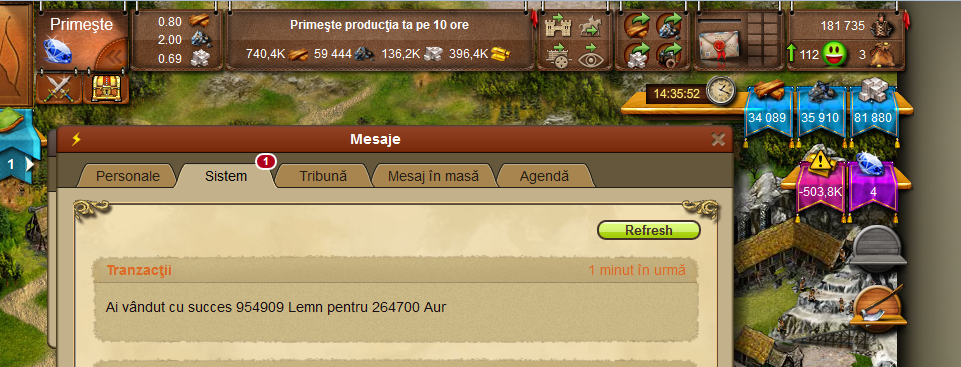 Primeşte
0.80
2.00
0.69
Primeşte producţia ta pe 10 ore
740,4K 59 444 136,2K 396,4K
181 735
112 3
14:35:52
34 089 35 910 81 880
Mesaje
1
Personale Sistem 1 Tribună Mesaj în masă Agendă
-503,8K 4
Refresh
Tranzacţii 1 minut în urmă
Ai vândut cu succes 954909 Lemn pentru 264700 Aur